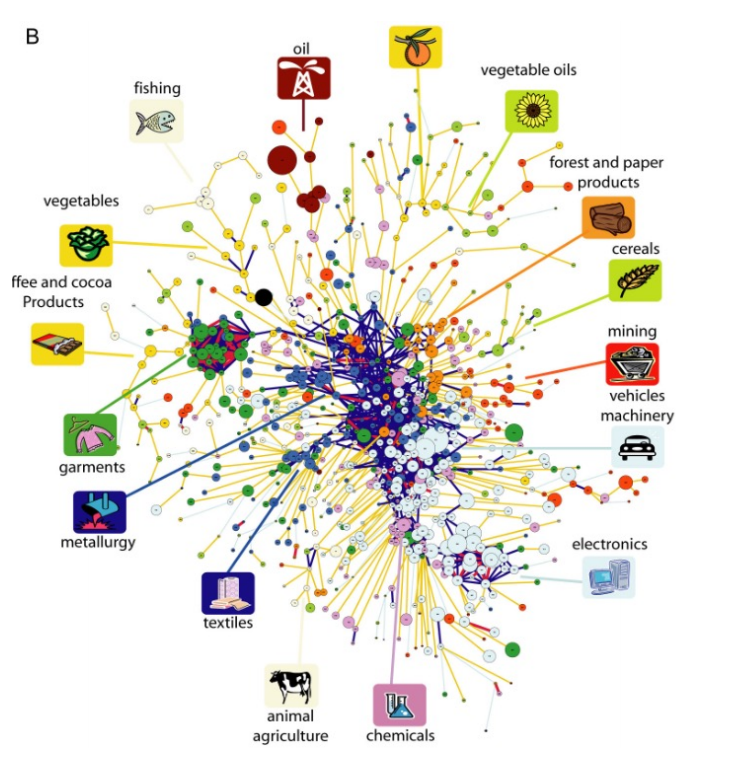 B
oil
fishing
vegetable oils
forest and paper
products
vegetables
cereals
ffee and cocoa
Products
mining
vehicles
machinery
garments
metallurgy
electronics
textiles
animal
agriculture
chemicals